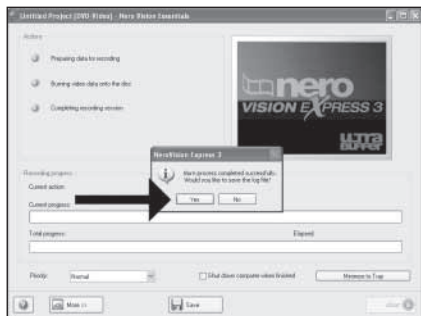 Untitled Project (DVD-Video) - Nero Vision Essentials
Actions
Preparing data for recording
Burning video data onto the disc
Completing recording session
nero
VISION EXPRESS 3
ULTRA
BUFFER
Recording progress
Current action:
Current progress:
Total progress:
Elapsed:
NeroVision Express 3
Burn process completed successfully.
Would you like to save the log file?
Yes
No
Priority:
Normal
Shut down computer when finished
Minimize to Tray
More >>
Save